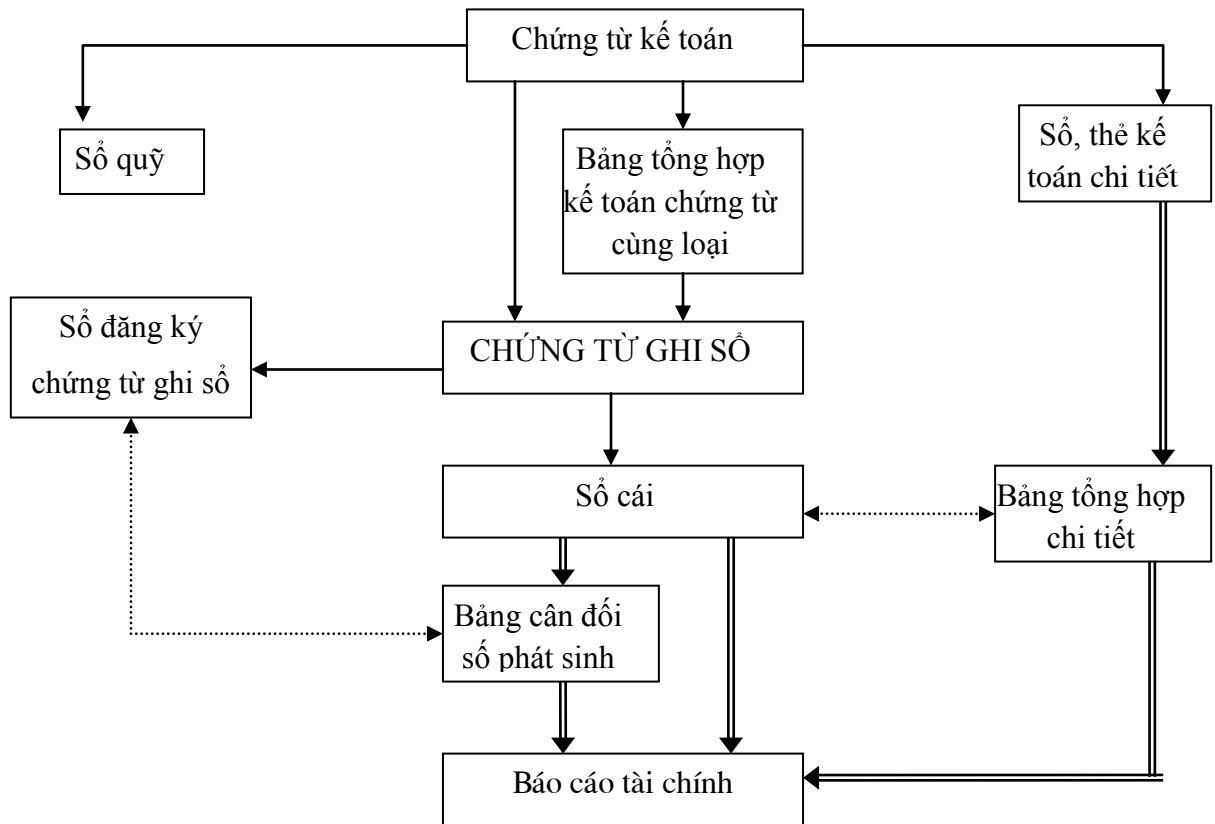 Chứng từ kế toán
Sổ quỹ
Bảng tổng hợp
kế toán chứng từ
cùng loại
Sổ, thẻ kế
toán chi tiết
Sổ đăng ký
chứng từ ghi sổ
CHỨNG TỪ GHI SỔ
Sổ cái
Bảng tổng hợp
chi tiết
Bảng cân đối
số phát sinh
Báo cáo tài chính